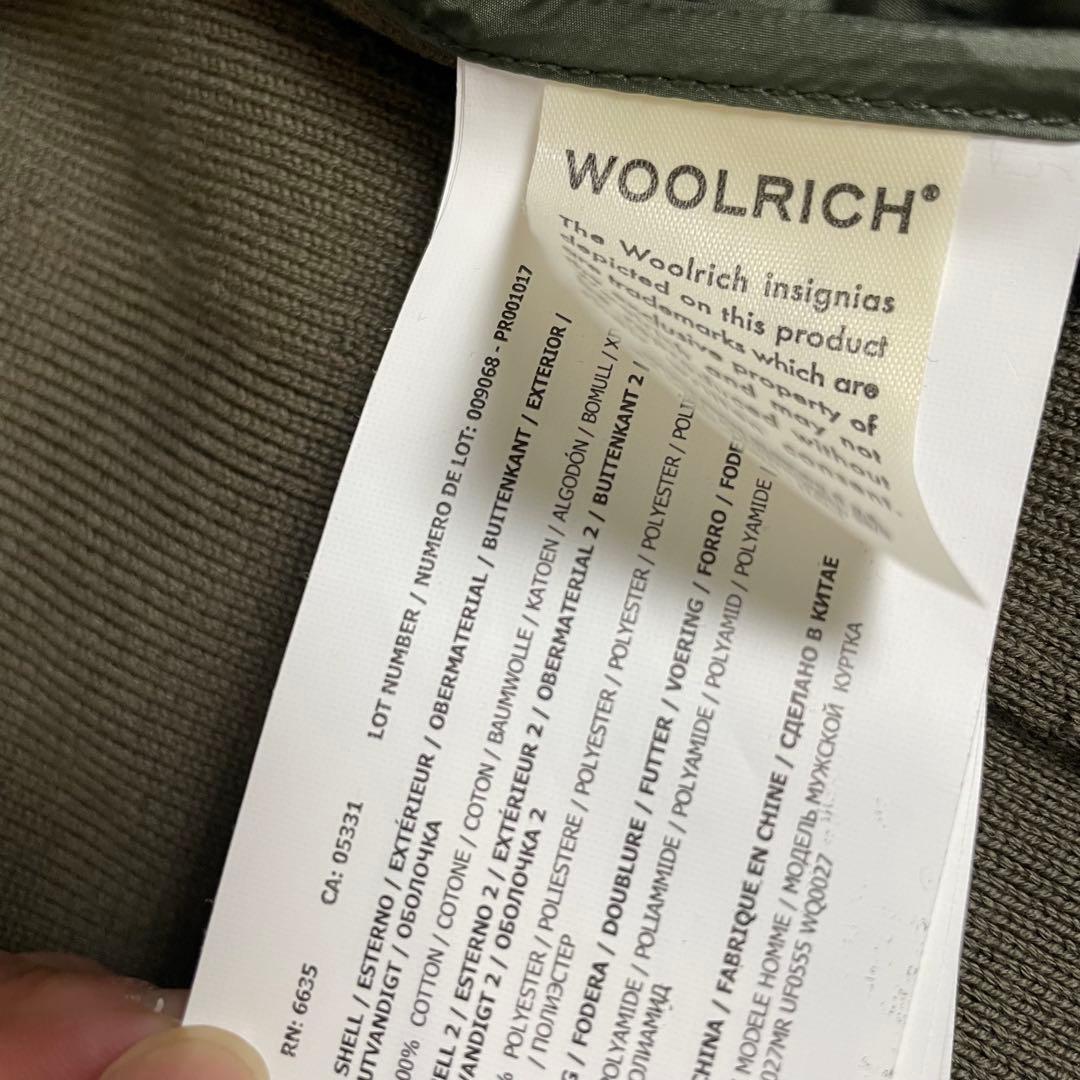 WOOLRICH®
The Woolrich insignias
depicted on this product
are trademarks which are
exclusive property of
and may not
without
consent.
RN: 6635 CA: 05331 LOT NUMBER / NUMERO DE LOT: 009068 - PR001017
SHELL / ESTERNO / EXTÉRIEUR / OBERMATERIAL / BUITENKANT / EXTERIOR /
UTVANDIGT / ОБОЛОЧКА
00% COTTON / COTONE / COTON / BAUMWOLLE / KATOEN / ALGODÓN / BOMULL /
ELL 2 / ESTERNO 2 / EXTÉRIEUR 2 / OBERMATERIAL 2 / BUITENKANT 2 /
VANDIGT 2 / ОБОЛОЧКА 2
% POLYESTER / POLIESTERE / POLYESTER / POLYESTER / POLYESTER /
/ ПОЛИЭСТЕР
G / FODERA / DOUBLURE / FUTTER / VOERING / FORRO /
OLYAMIDE / POLIAMMIDE / POLYAMIDE / POLYAMID / POLYAMIDE /
ОЛИАМИД
CHINA / FABRIQUE EN CHINE / СДЕЛАНО В КИТАЕ
MODELE HOMME / МОДЕЛЬ МУЖСКОЙ КУРТКА
027MR UF0555 WQ0027